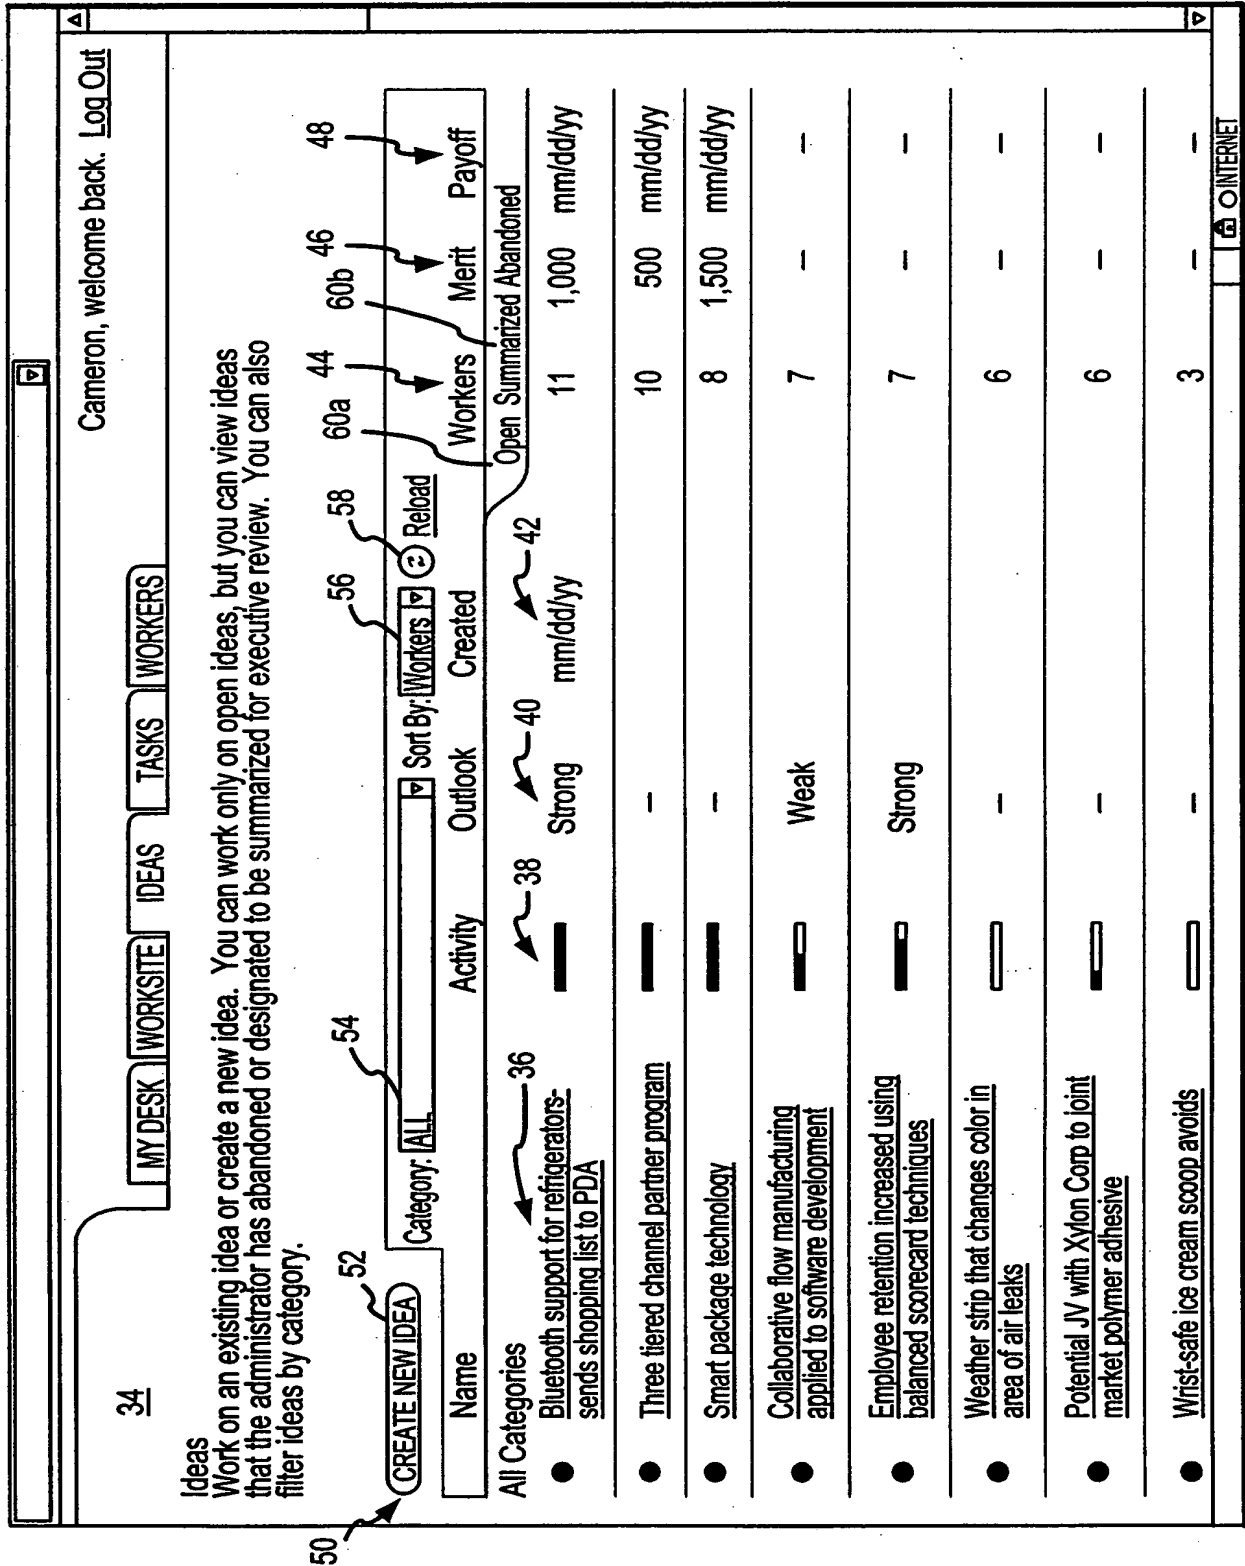 Cameron, welcome back. Log Out
34
MY DESK WORKSITE IDEAS TASKS WORKERS
Ideas
Work on an existing idea or create a new idea. You can work only on open ideas, but you can view ideas
that the administrator has abandoned or designated to be summarized for executive review. You can also
filter ideas by category.
50 52 54 56 58 60a 44 60b 46 48
CREATE NEW IDEA Category: ALL Sort By: Workers Reload
Name Activity Outlook Created Workers Merit Payoff
Open Summarized Abandoned
All Categories 36 38 40 42
Bluetooth support for refrigerators- Strong mm/dd/yy 11 1,000 mm/dd/yy
sends shopping list to PDA
Three tiered channel partner program – 10 500 mm/dd/yy
Smart package technology – 8 1,500 mm/dd/yy
Collaborative flow manufacturing Weak 7 – –
applied to software development
Employee retention increased using Strong 7 – –
balanced scorecard techniques
Weather strip that changes color in – 6 – –
area of air leaks
Potential JV with Xylon Corp to joint – 6 – –
market polymer adhesive
Wrist-safe ice cream scoop avoids – 3 – –
INTERNET